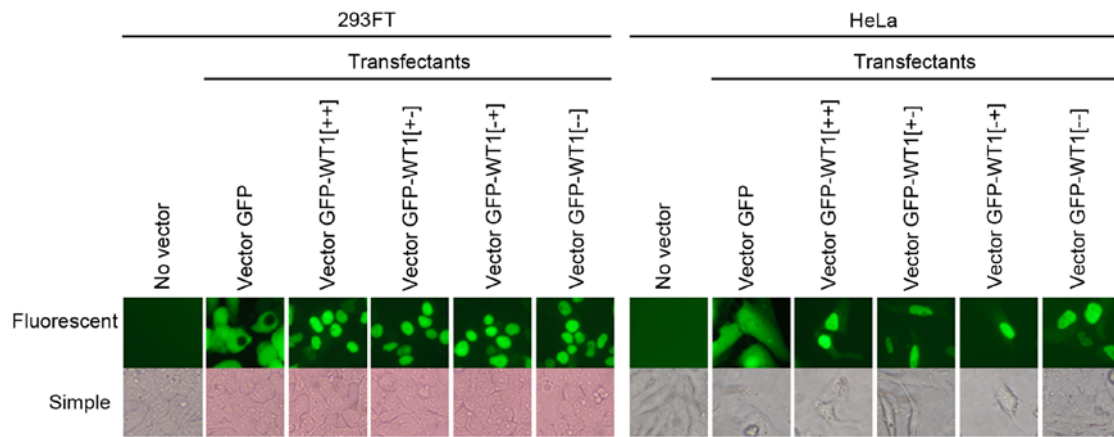 293FT
HeLa
Transfectants
Transfectants
No vector
Vector GFP
Vector GFP-WT1[++]
Vector GFP-WT1[+-]
Vector GFP-WT1[-+]
Vector GFP-WT1[--]
No vector
Vector GFP
Vector GFP-WT1[++]
Vector GFP-WT1[+-]
Vector GFP-WT1[-+]
Vector GFP-WT1[--]
Fluorescent
Simple